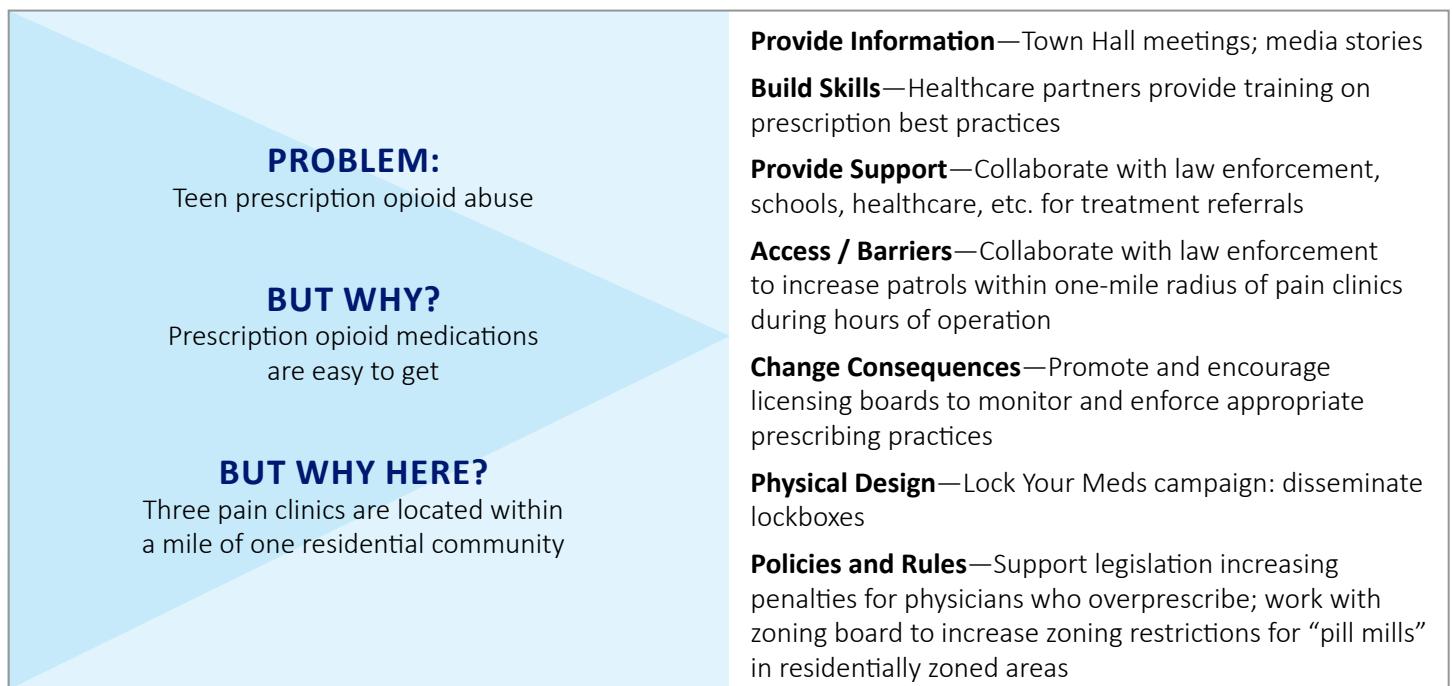 PROBLEM:
Teen prescription opioid abuse
BUT WHY?
Prescription opioid medications
are easy to get
BUT WHY HERE?
Three pain clinics are located within
a mile of one residential community
Provide Information—Town Hall meetings; media stories
Build Skills—Healthcare partners provide training on
prescription best practices
Provide Support—Collaborate with law enforcement,
schools, healthcare, etc. for treatment referrals
Access / Barriers—Collaborate with law enforcement
to increase patrols within one-mile radius of pain clinics
during hours of operation
Change Consequences—Promote and encourage
licensing boards to monitor and enforce appropriate
prescribing practices
Physical Design—Lock Your Meds campaign: disseminate
lockboxes
Policies and Rules—Support legislation increasing
penalties for physicians who overprescribe; work with
zoning board to increase zoning restrictions for “pill mills”
in residentially zoned areas